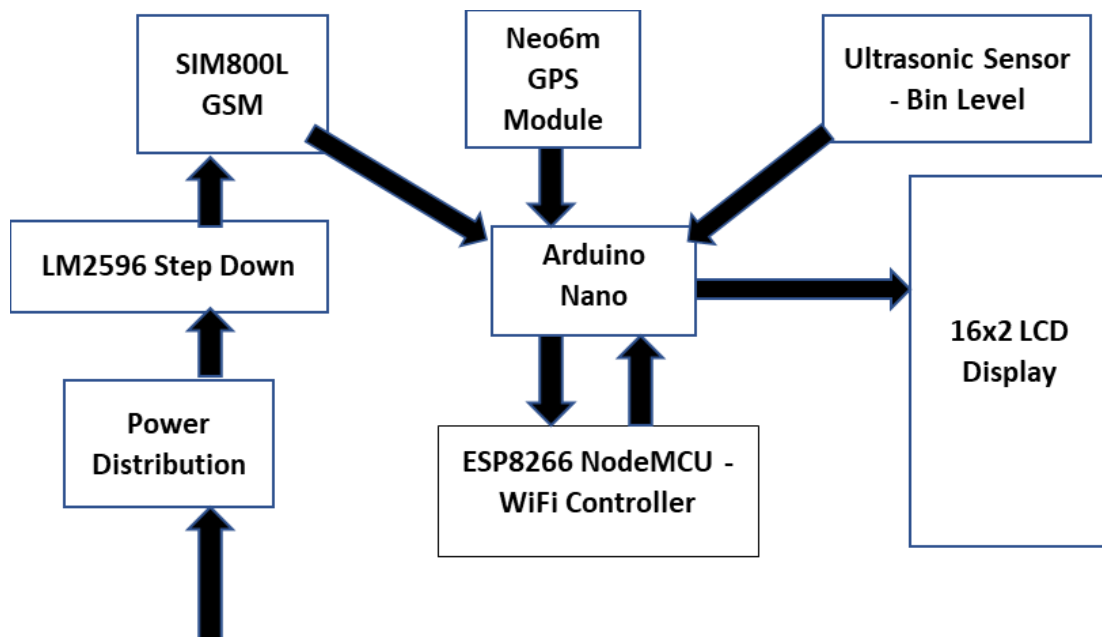 SIM800L
GSM
Neo6m
GPS
Module
Ultrasonic Sensor
- Bin Level
LM2596 Step Down
Arduino
Nano
16x2 LCD
Display
Power
Distribution
ESP8266 NodeMCU -
WiFi Controller